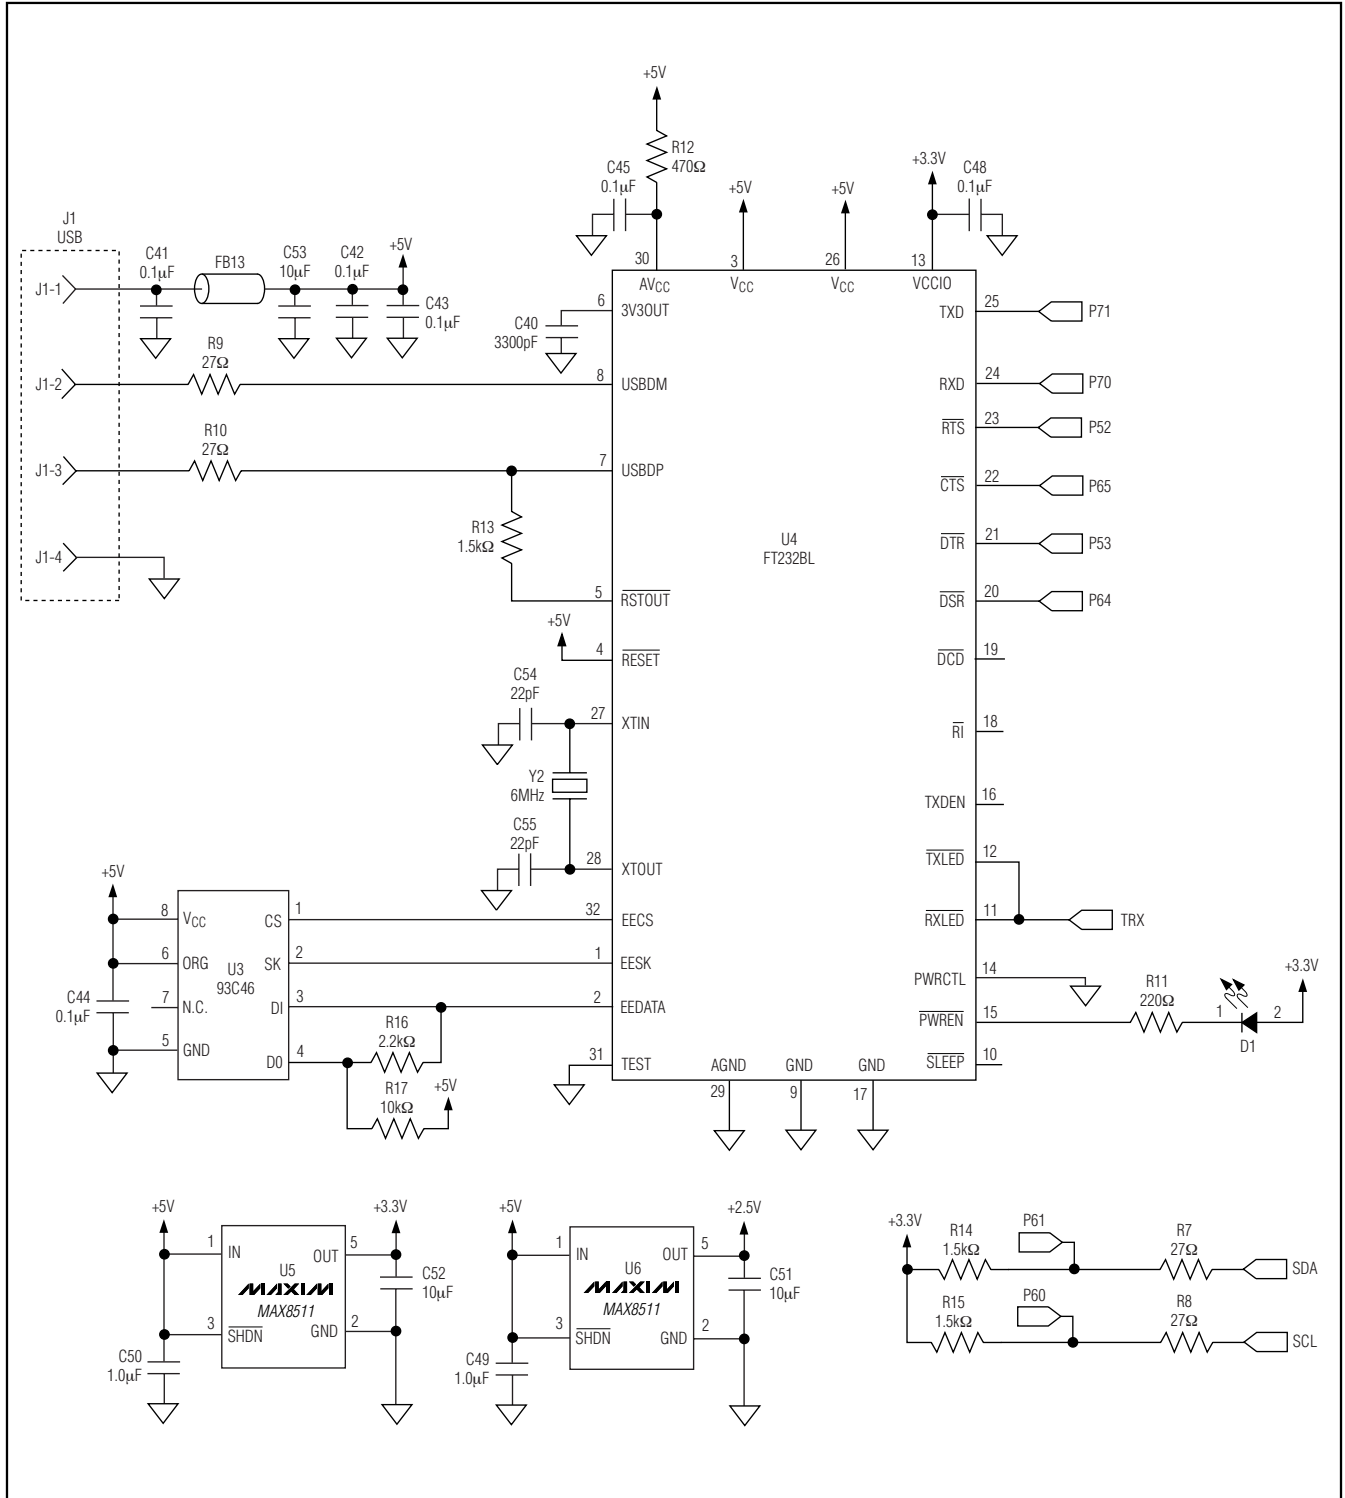 +5V
R12
470Ω
C45
0.1µF
+5V
+5V
+3.3V
C48
0.1µF
J1
USB
C41
0.1µF
FB13
C53
10µF
C42
0.1µF
+5V
C43
0.1µF
J1-1
J1-2
J1-3
J1-4
R9
27Ω
R10
27Ω
R13
1.5kΩ
C40
3300pF
30
3
26
13
AVCC
VCC
VCC
VCCIO
6
3V3OUT
8
USBDM
7
USBDP
5
RSTOUT
+5V
4
RESET
C54
22pF
27
XTIN
Y2
6MHz
C55
22pF
28
XTOUT
32
EECS
1
EESK
2
EEDATA
31
TEST
U4
FT232BL
TXD
25
P71
RXD
24
P70
RTS
23
P52
CTS
22
P65
DTR
21
P53
DSR
20
P64
DCD
19
RI
18
TXDEN
16
TXLED
12
RXLED
11
TRX
PWRCTL
14
PWREN
15
R11
220Ω
1
2
D1
+3.3V
SLEEP
10
AGND
GND
GND
29
9
17
+5V
8
VCC
CS
1
6
ORG
SK
2
U3
93C46
7
N.C.
DI
3
5
GND
D0
4
C44
0.1µF
R16
2.2kΩ
R17
10kΩ
+5V
+5V
+3.3V
1
IN
OUT
5
U5
MAXIM
MAX8511
3
SHDN
GND
2
C52
10µF
C50
1.0µF
+5V
+2.5V
1
IN
OUT
5
U6
MAXIM
MAX8511
3
SHDN
GND
2
C51
10µF
C49
1.0µF
+3.3V
R14
1.5kΩ
P61
R7
27Ω
SDA
R15
1.5kΩ
P60
R8
27Ω
SCL